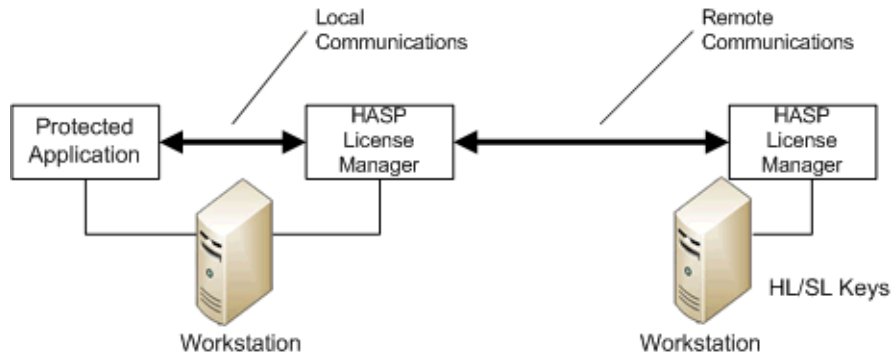 Local
Communications
Remote
Communications
Protected
Application
HASP
License
Manager
HASP
License
Manager
HL/SL Keys
Workstation
Workstation